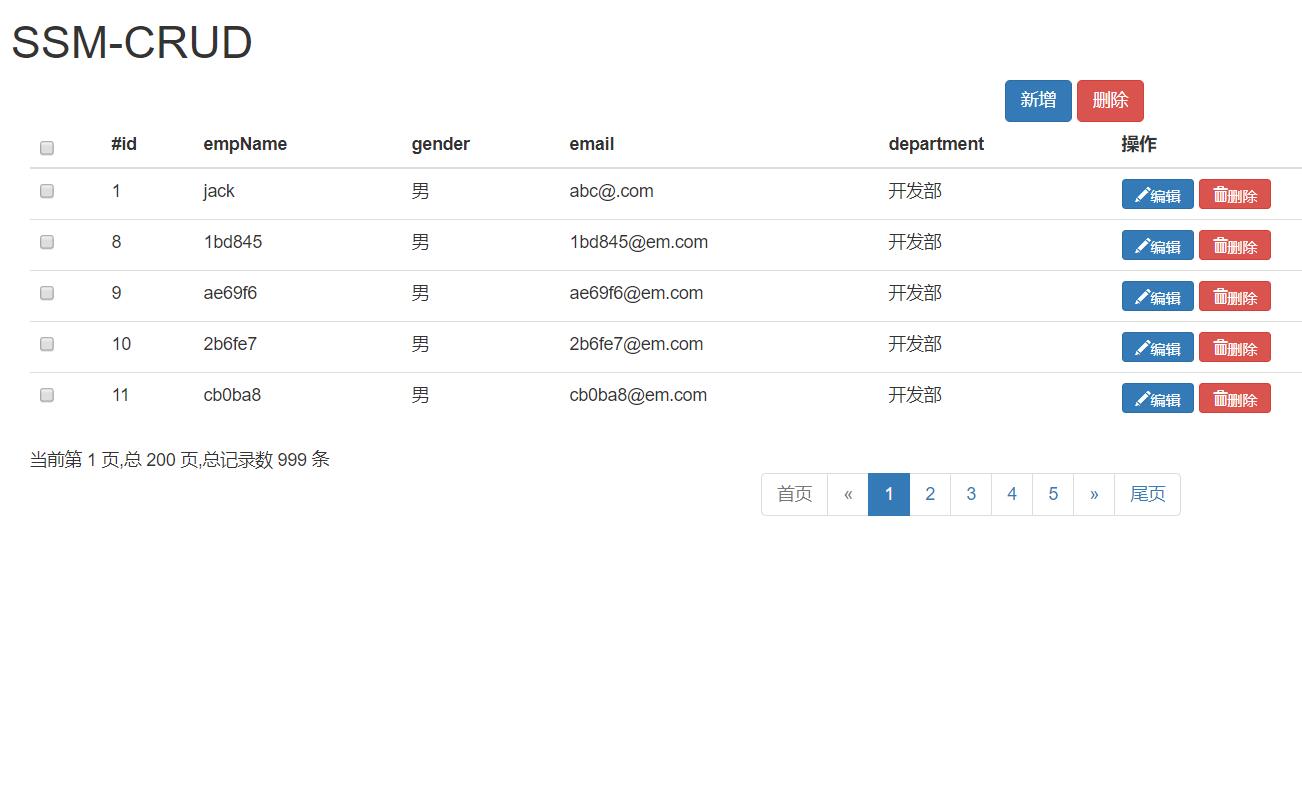 SSM-CRUD
新增 删除
#id empName gender email department 操作
1 jack 男 abc@.com 开发部 编辑 删除
8 1bd845 男 1bd845@em.com 开发部 编辑 删除
9 ae69f6 男 ae69f6@em.com 开发部 编辑 删除
10 2b6fe7 男 2b6fe7@em.com 开发部 编辑 删除
11 cb0ba8 男 cb0ba8@em.com 开发部 编辑 删除
当前第 1 页,总 200 页,总记录数 999 条
首页 « 1 2 3 4 5 » 尾页